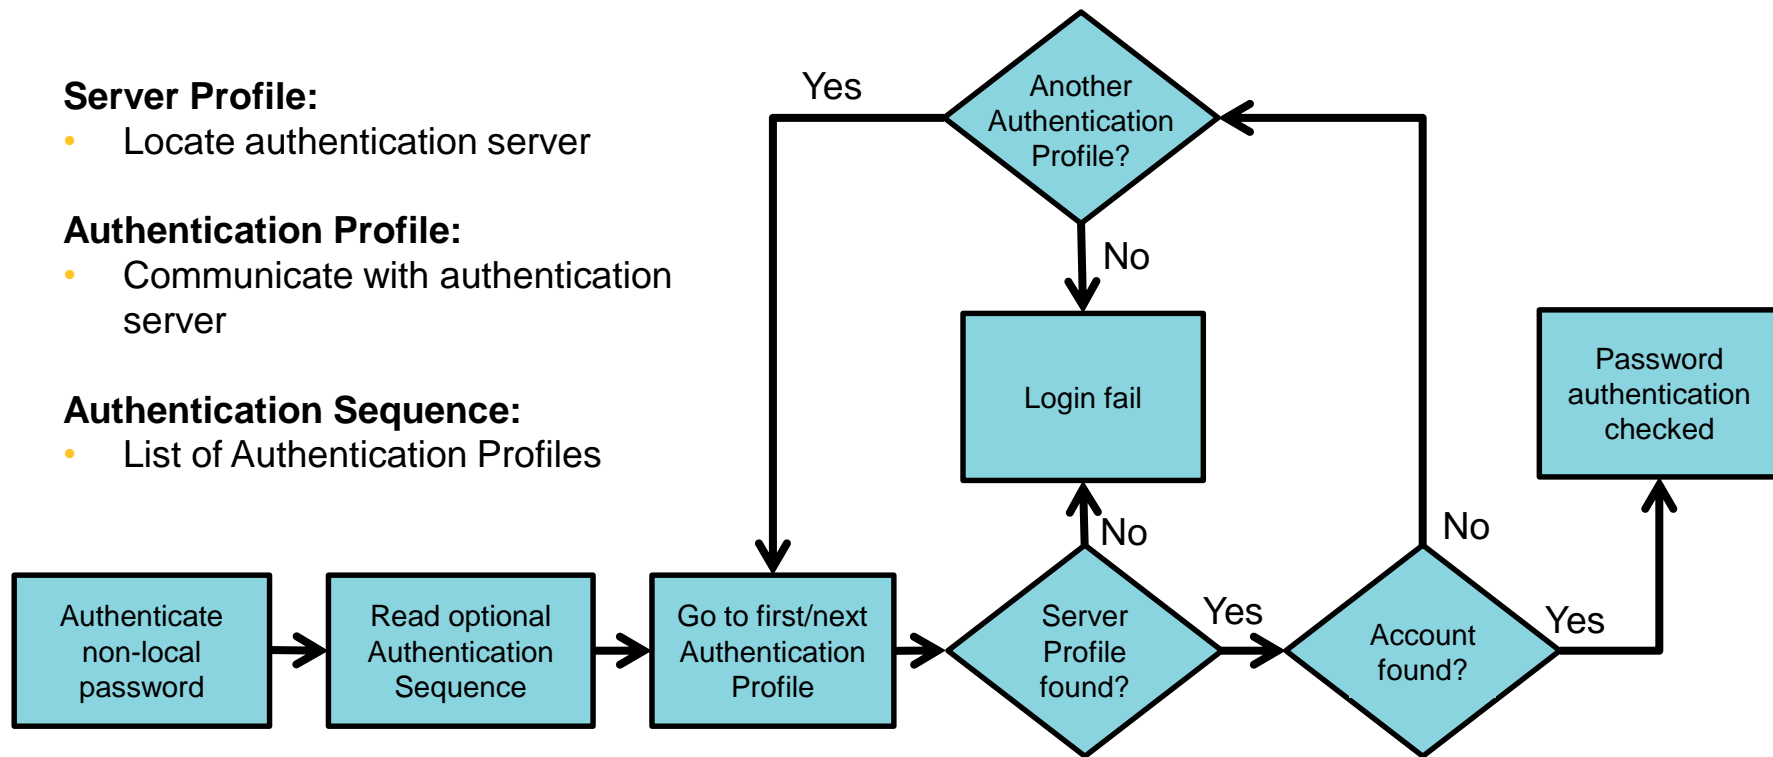 Server Profile:
• Locate authentication server
Authentication Profile:
• Communicate with authentication
server
Authentication Sequence:
• List of Authentication Profiles
Yes
Another
Authentication
Profile?
No
Login fail
Password
authentication
checked
No
No
Authenticate
non-local
password
Read optional
Authentication
Sequence
Go to first/next
Authentication
Profile
Server
Profile
found?
Yes
Account
found?
Yes